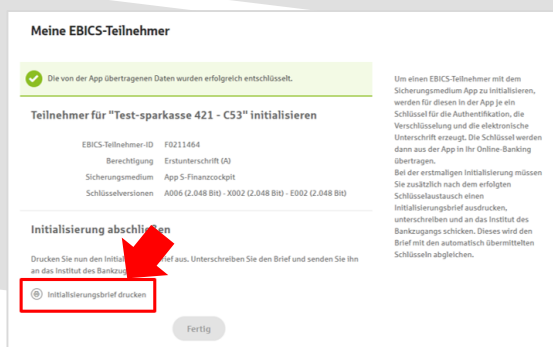 Meine EBICS-Teilnehmer
Die von der App übertragenen Daten wurden erfolgreich entschlüsselt.
Teilnehmer für "Test-sparkasse 421 - C53" initialisieren
EBICS-Teilnehmer-ID F0211464
Berechtigung Erstunterschrift (A)
Sicherungsmedium App S-Finanzcockpit
Schlüsselversionen A006 (2.048 Bit) - X002 (2.048 Bit) - E002 (2.048 Bit)
Initialisierung abschließen
Drucken Sie nun den Initial rief aus. Unterschreiben Sie den Brief und senden Sie ihn
an das Institut des Bankzug
Initialisierungsbrief drucken
Fertig
Um einen EBICS-Teilnehmer mit dem
Sicherungsmedium App zu initialisieren,
werden für diesen in der App je ein
Schlüssel für die Authentifikation, die
Verschlüsselung und die elektronische
Unterschrift erzeugt. Die Schlüssel werden
dann aus der App in Ihr Online-Banking
übertragen.
Bei der erstmaligen Initialisierung müssen
Sie zusätzlich nach dem erfolgten
Schlüsselaustausch einen
Initialisierungsbrief ausdrucken,
unterschreiben und an das Institut des
Bankzugangs schicken. Dieses wird den
Brief mit den automatisch übermittelten
Schlüsseln abgleichen.